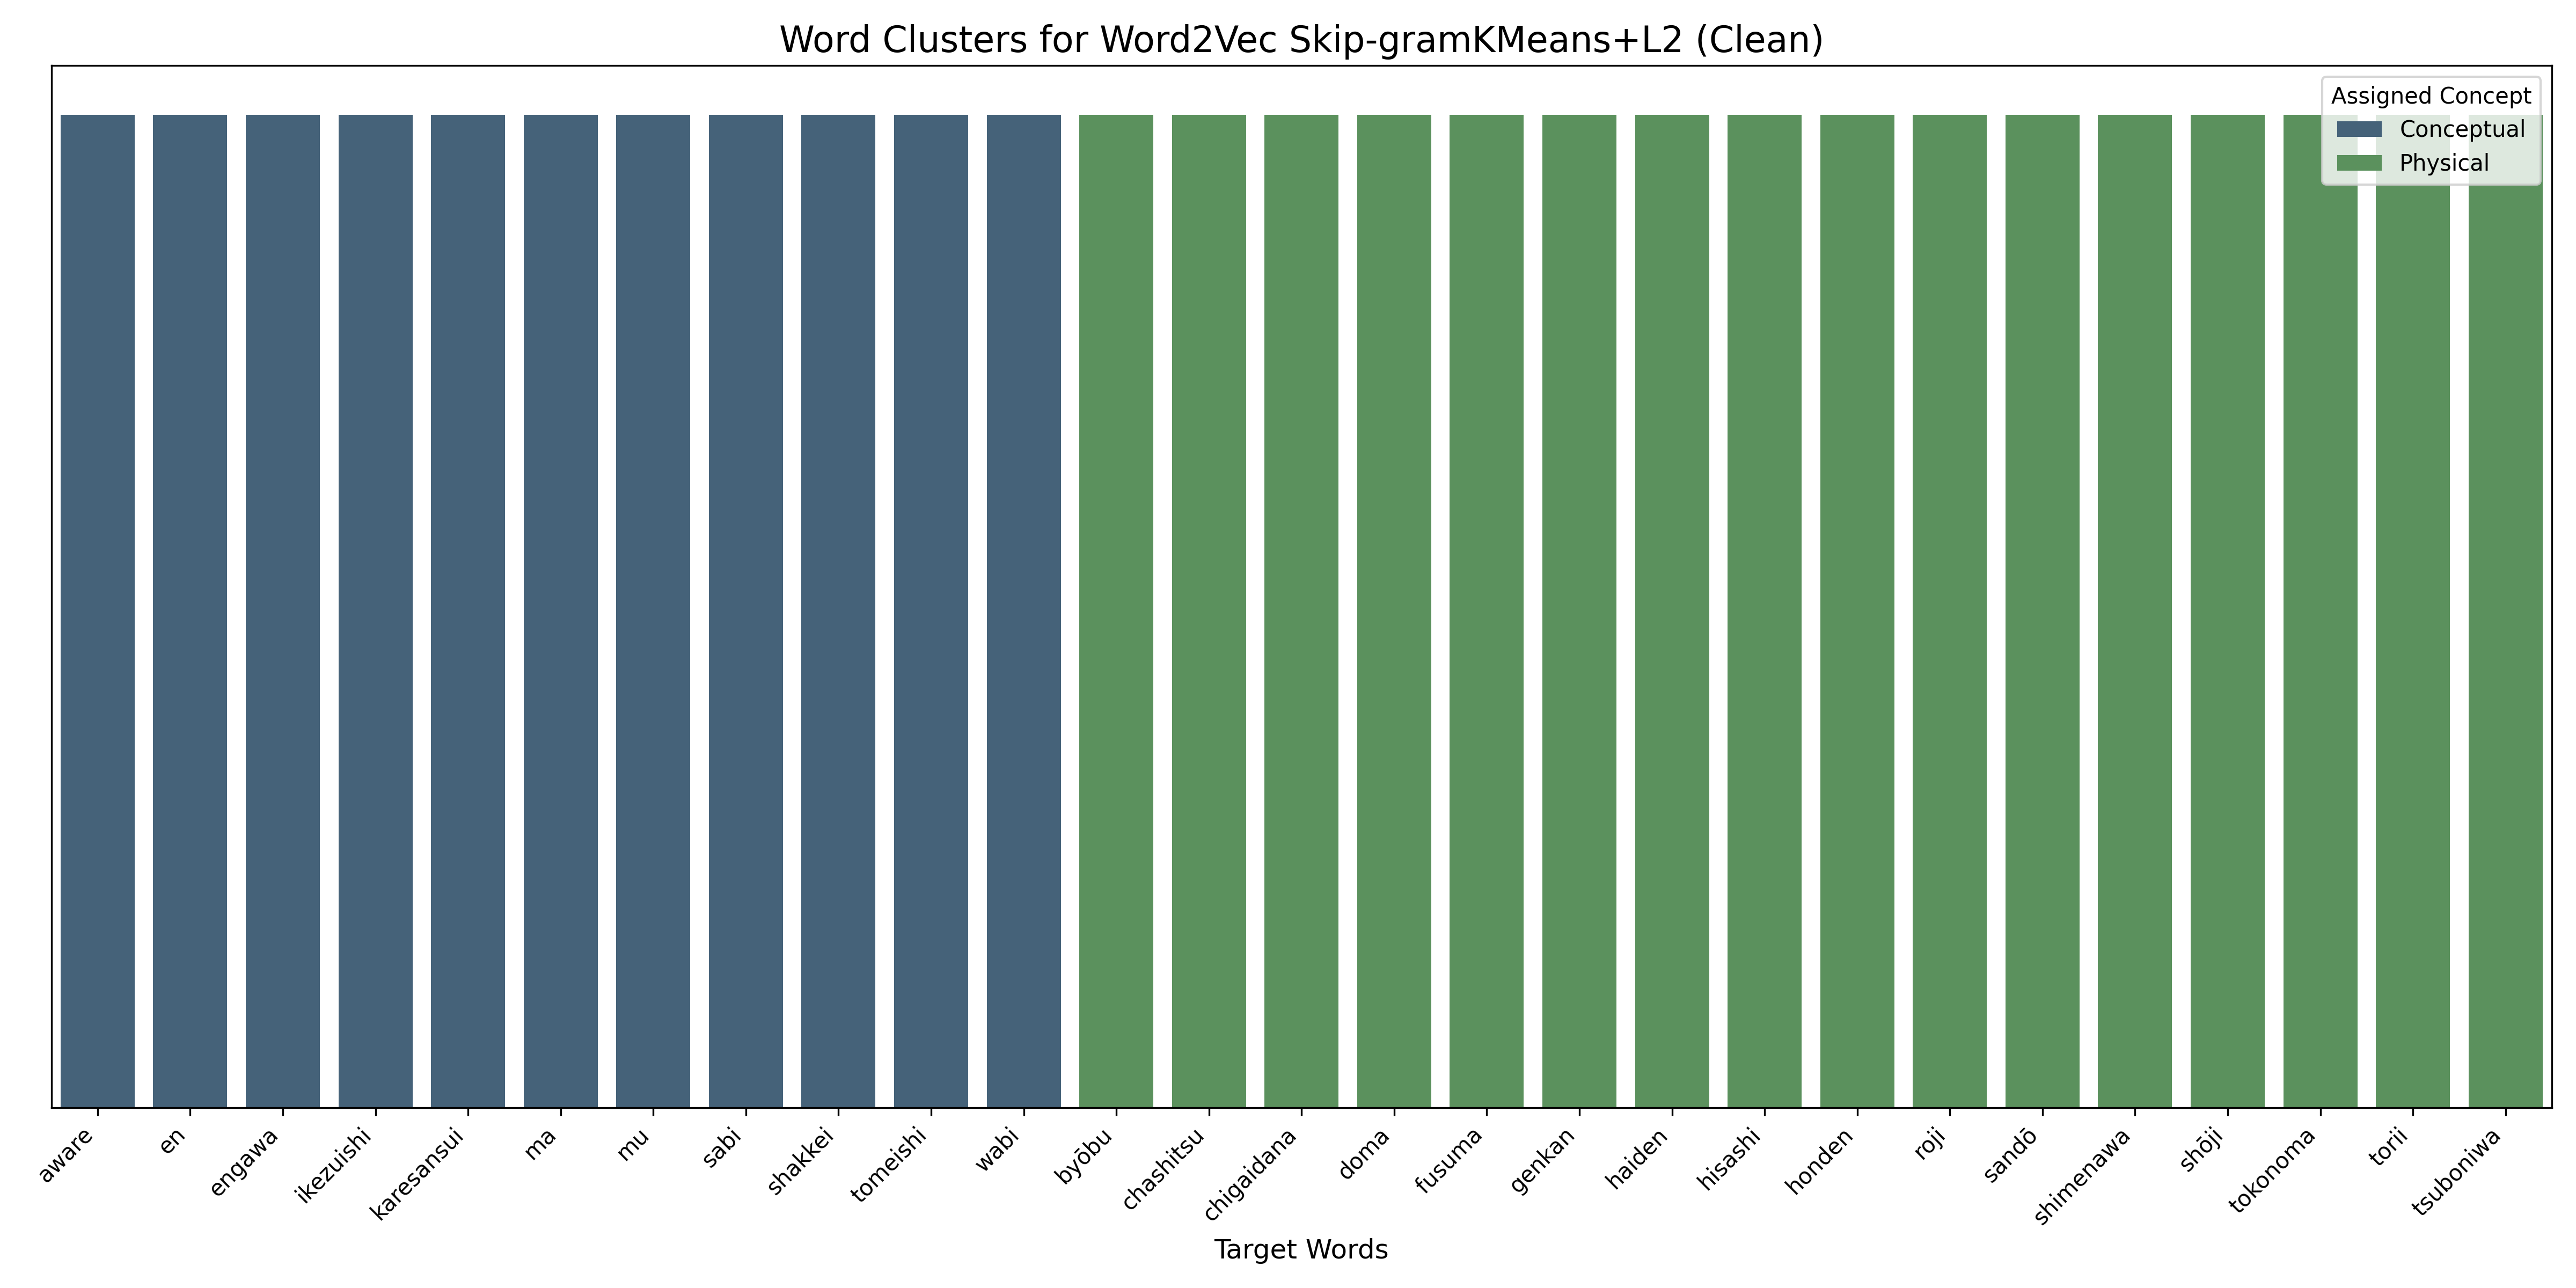 Word Clusters for Word2Vec Skip-gramKMeans+L2 (Clean)
Assigned Concept
Conceptual
Physical
aware
en
engawa
ikezuishi
karesansui
ma
mu
sabi
shakkei
tomeishi
wabi
byōbu
chashitsu
chigaidana
doma
fusuma
genkan
haiden
hisashi
honden
roji
sandō
shimenawa
shōji
tokonoma
torii
tsuboniwa
Target Words